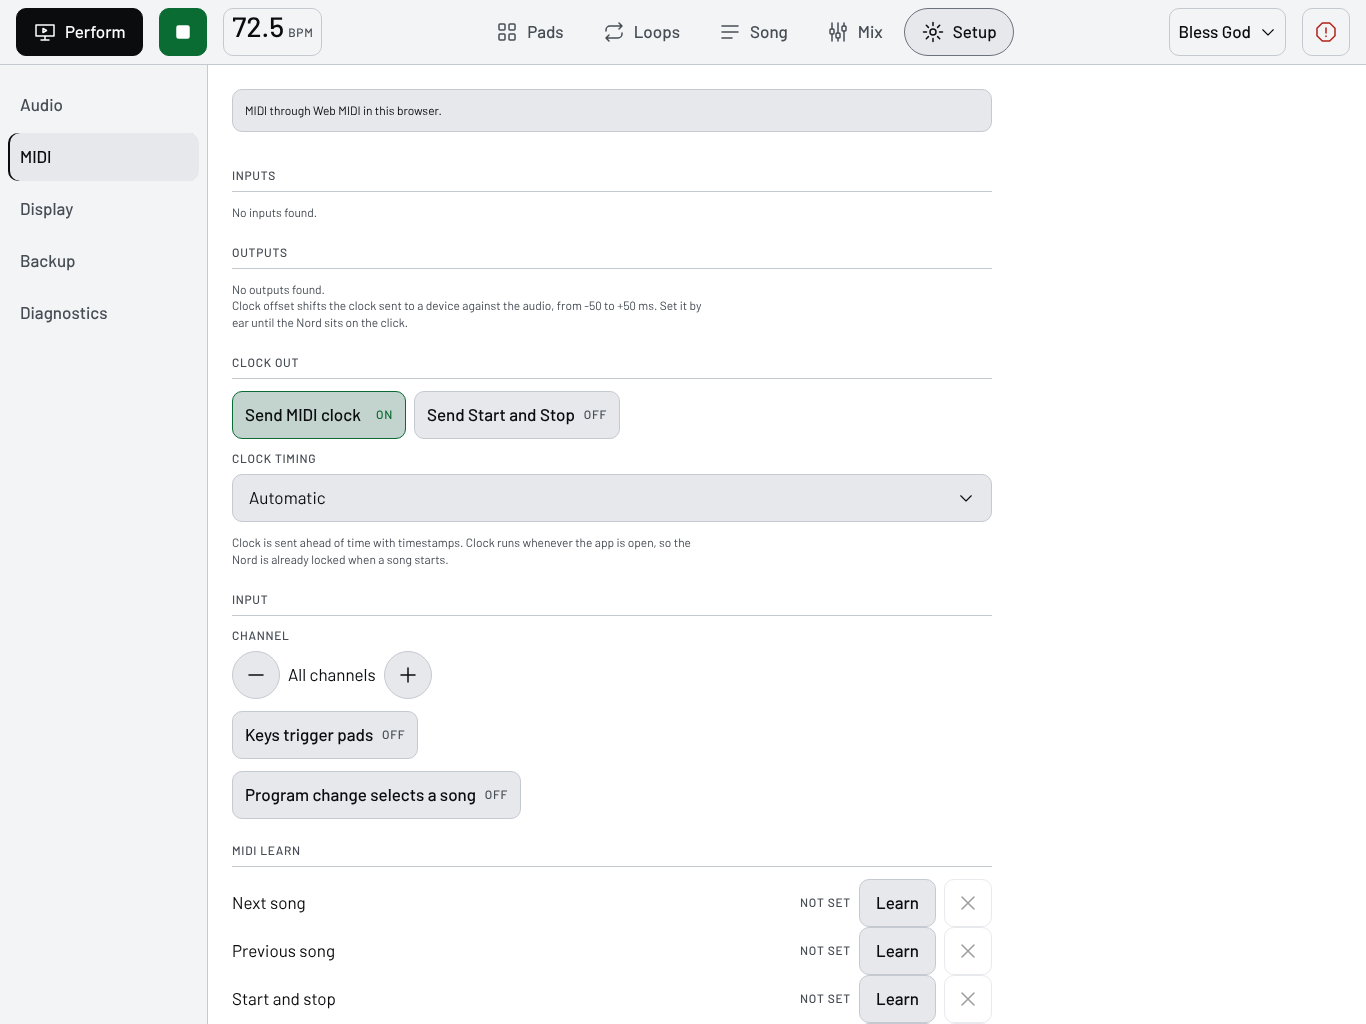 Perform
72.5 BPM
Pads
Loops
Song
Mix
Setup
Bless God
Audio
MIDI
Display
Backup
Diagnostics
MIDI through Web MIDI in this browser.
INPUTS
No inputs found.
OUTPUTS
No outputs found.
Clock offset shifts the clock sent to a device against the audio, from -50 to +50 ms. Set it by
ear until the Nord sits on the click.
CLOCK OUT
Send MIDI clock ON
Send Start and Stop OFF
CLOCK TIMING
Automatic
Clock is sent ahead of time with timestamps. Clock runs whenever the app is open, so the
Nord is already locked when a song starts.
INPUT
CHANNEL
All channels
Keys trigger pads OFF
Program change selects a song OFF
MIDI LEARN
Next song NOT SET Learn
Previous song NOT SET Learn
Start and stop NOT SET Learn